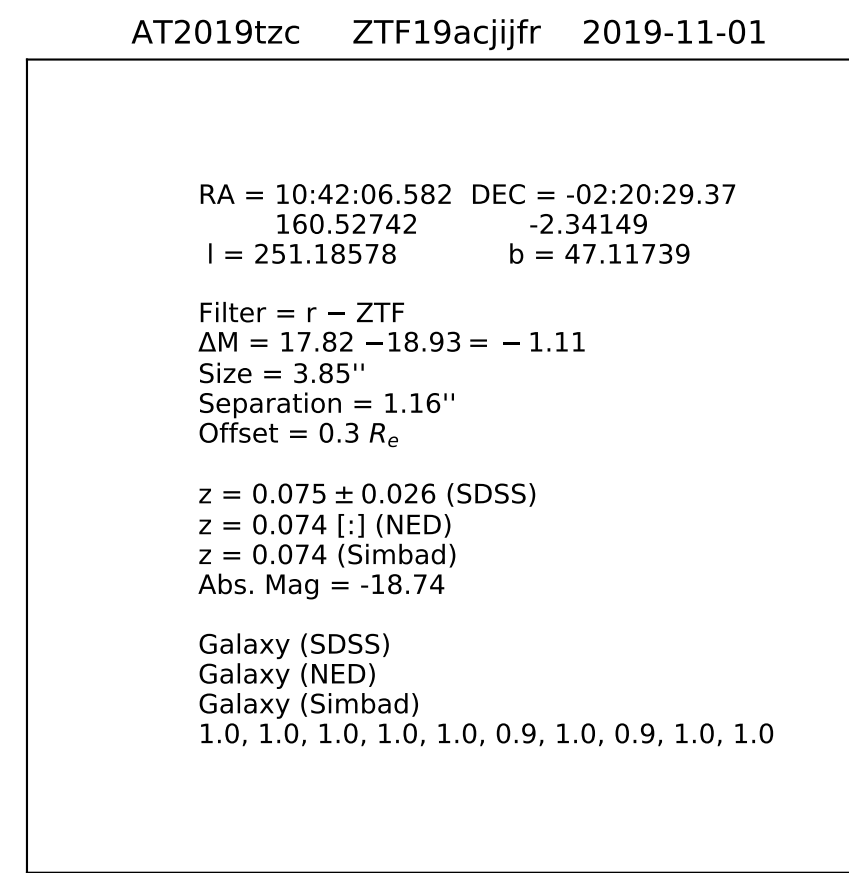 AT2019tzc ZTF19acjijfr 2019-11-01
RA = 10:42:06.582 DEC = -02:20:29.37
160.52742 -2.34149
l = 251.18578 b = 47.11739
Filter = r − ZTF
ΔM = 17.82 −18.93 = − 1.11
Size = 3.85''
Separation = 1.16''
Offset = 0.3 Rₑ
z = 0.075 ± 0.026 (SDSS)
z = 0.074 [:] (NED)
z = 0.074 (Simbad)
Abs. Mag = -18.74
Galaxy (SDSS)
Galaxy (NED)
Galaxy (Simbad)
1.0, 1.0, 1.0, 1.0, 1.0, 0.9, 1.0, 0.9, 1.0, 1.0